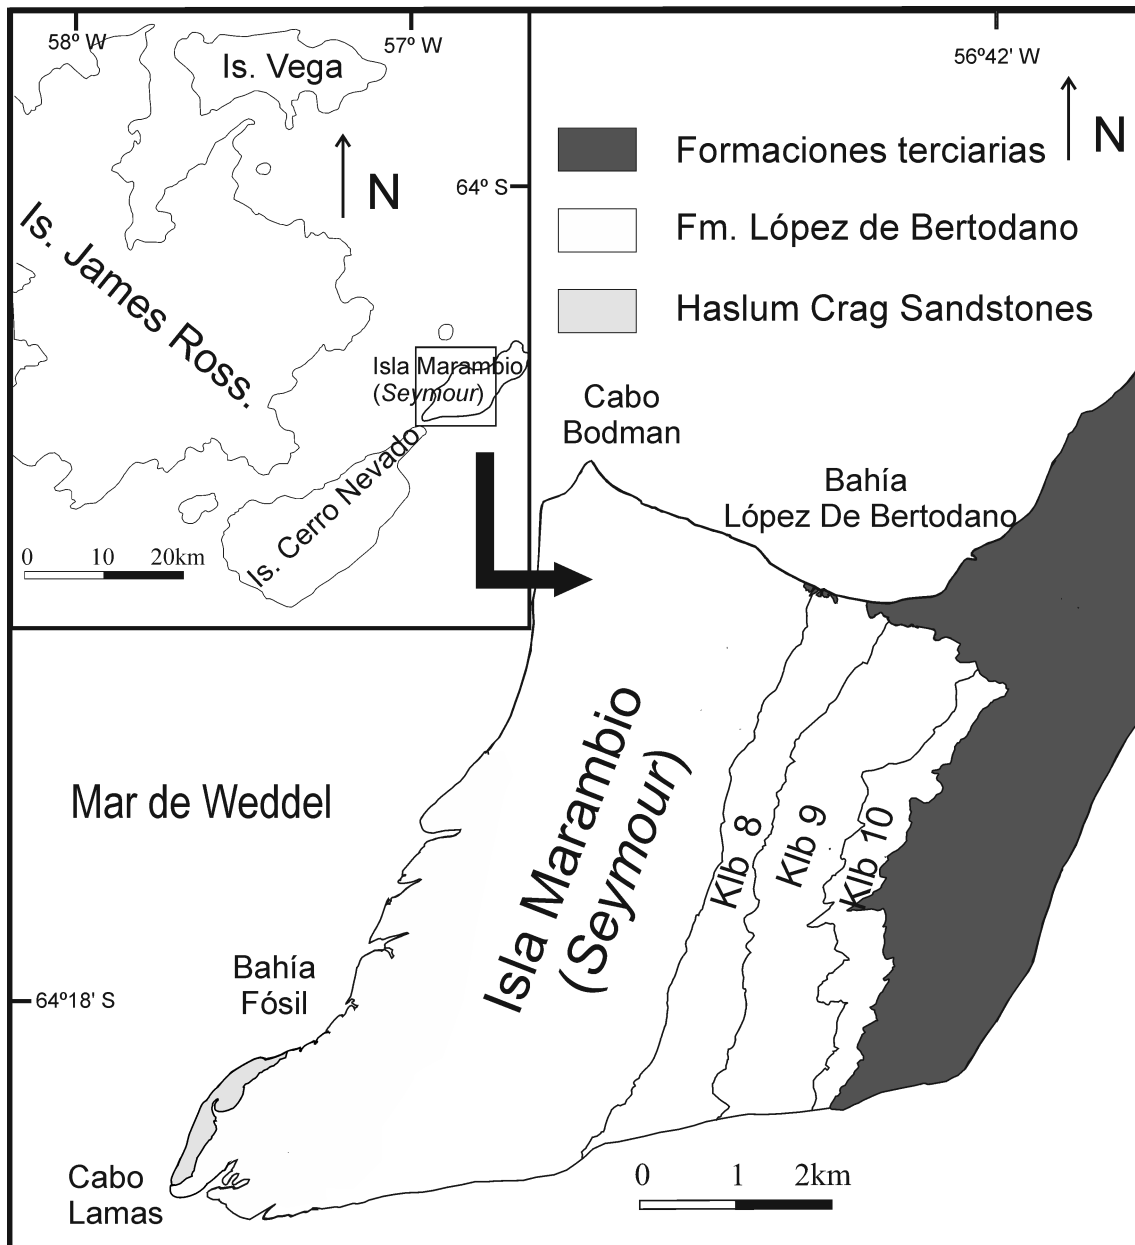 58º W
57º W
Is. Vega
N
64º S
Is. James Ross.
Isla Marambio
(Seymour)
Is. Cerro Nevado
0 10 20km
56º42' W
N
Formaciones terciarias
Fm. López de Bertodano
Haslum Crag Sandstones
Cabo
Bodman
Bahía
López De Bertodano
Mar de Weddel
Isla Marambio
(Seymour)
Klb 8
Klb 9
Klb 10
Bahía
Fósil
64º18' S
Cabo
Lamas
0 1 2km